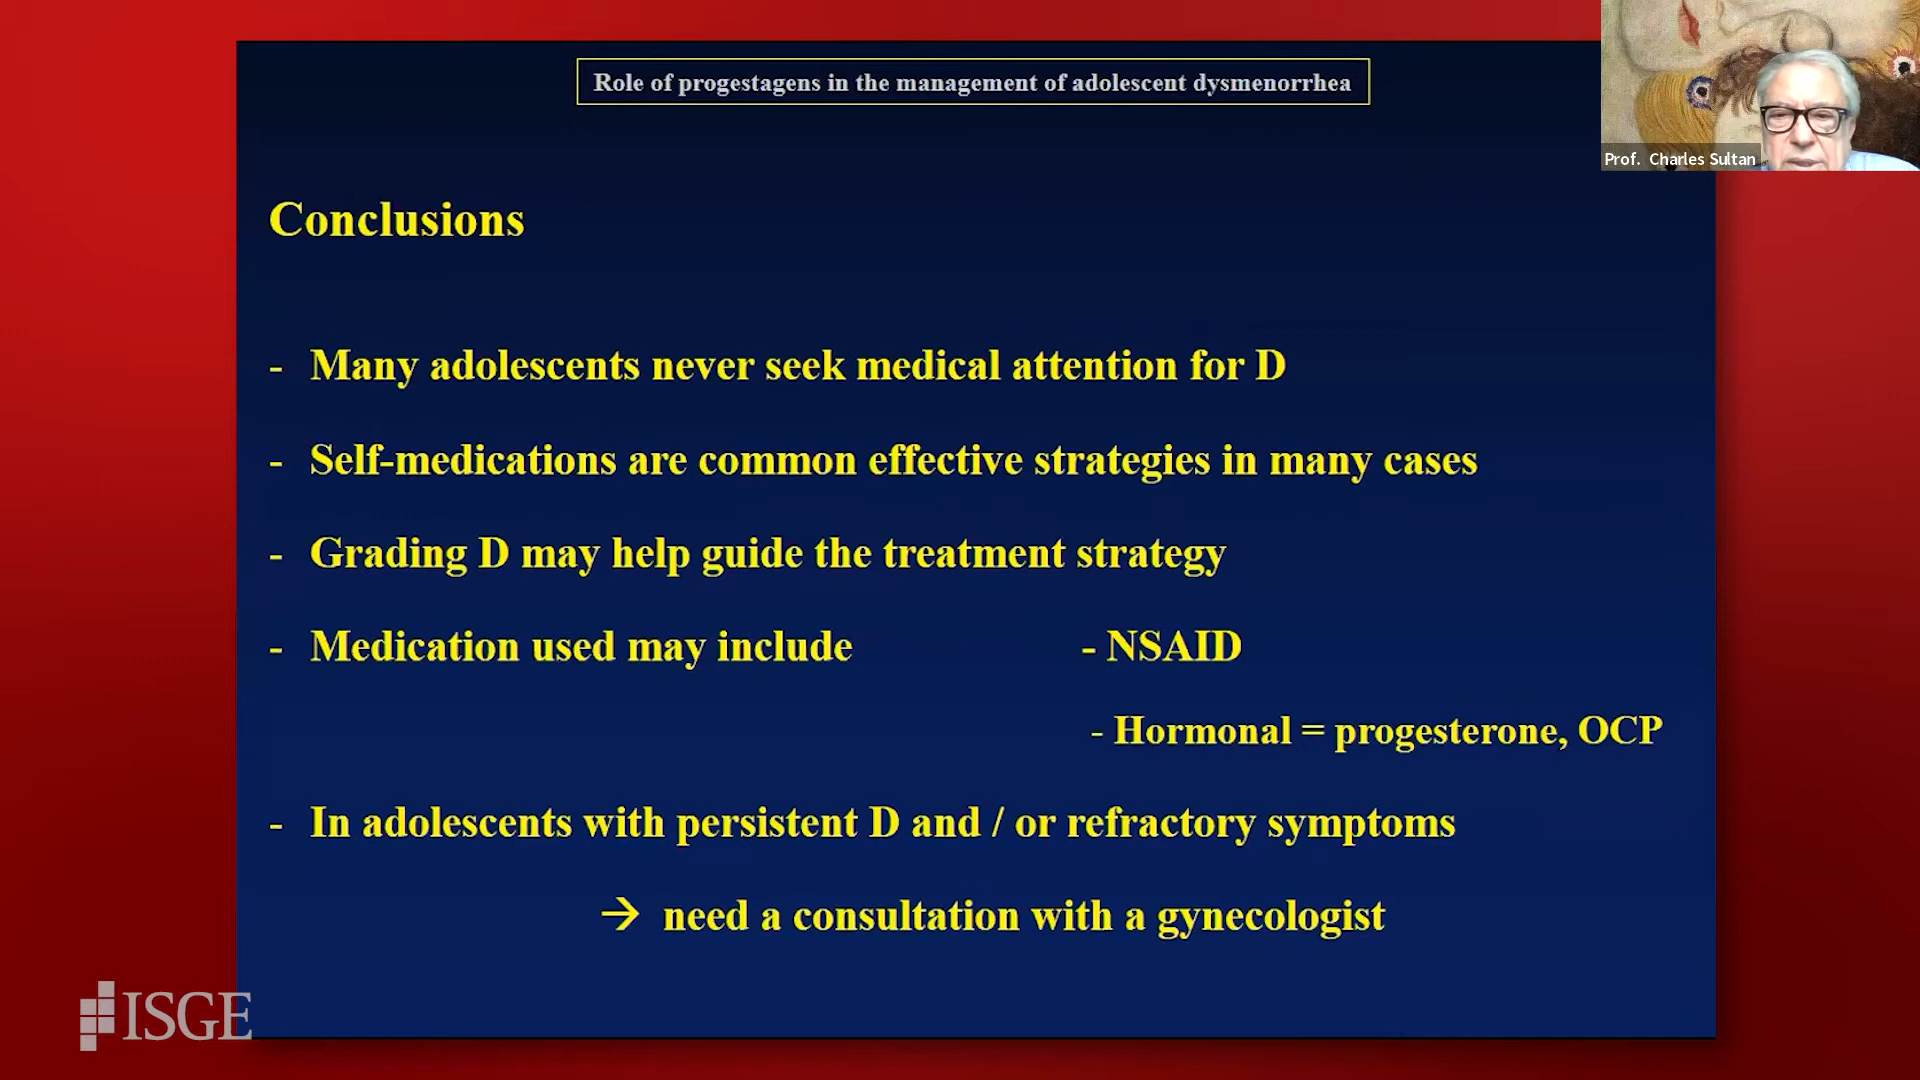 Role of progestagens in the management of adolescent dysmenorrhea
Prof. Charles Sultan
Conclusions
- Many adolescents never seek medical attention for D
- Self-medications are common effective strategies in many cases
- Grading D may help guide the treatment strategy
- Medication used may include - NSAID
- Hormonal = progesterone, OCP
- In adolescents with persistent D and / or refractory symptoms
→ need a consultation with a gynecologist
ISGE